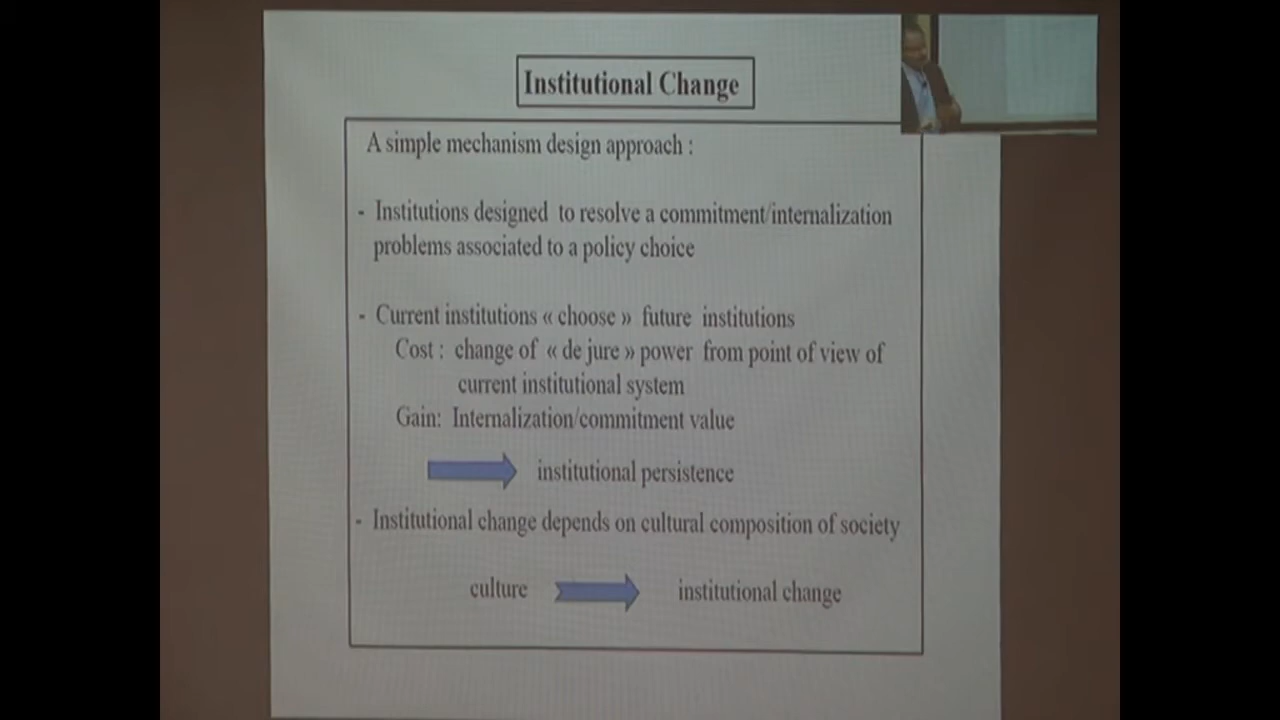 Institutional Change
A simple mechanism design approach :
- Institutions designed to resolve a commitment/internalization
problems associated to a policy choice
- Current institutions « choose » future institutions
Cost : change of « de jure » power from point of view of
current institutional system
Gain: Internalization/commitment value
institutional persistence
- Institutional change depends on cultural composition of society
culture institutional change